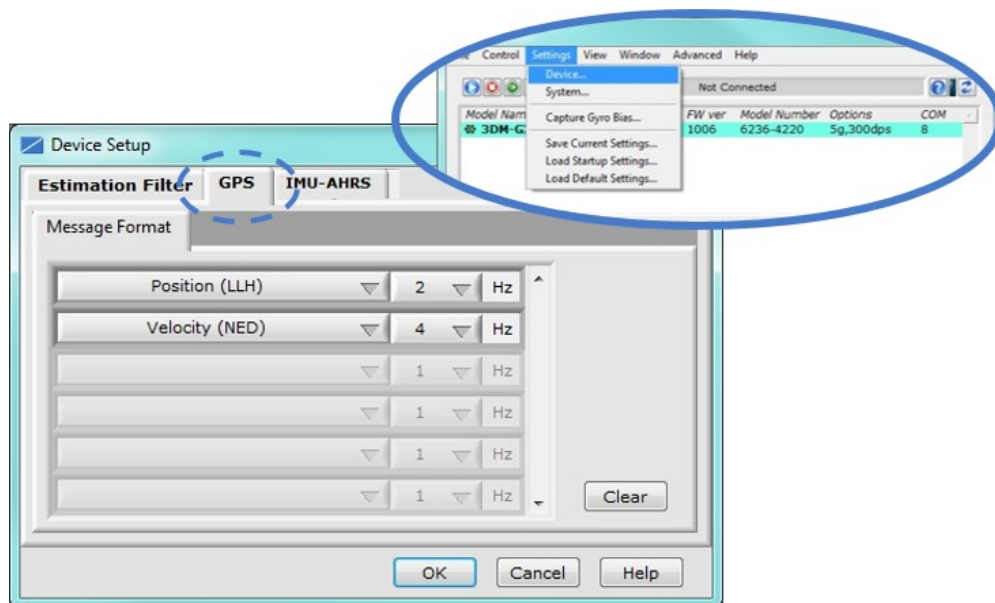 Control Settings View Window Advanced Help
Device...
System...
Not Connected
Capture Gyro Bias...
Save Current Settings...
Load Startup Settings...
Load Default Settings...
Model FW ver Model Number Options COM
1006 6236-4220 5g,300dps 8
Device Setup
Estimation Filter GPS IMU-AHRS
Message Format
Position (LLH) 2 Hz
Velocity (NED) 4 Hz
1 Hz
1 Hz
1 Hz
1 Hz
Clear
OK Cancel Help